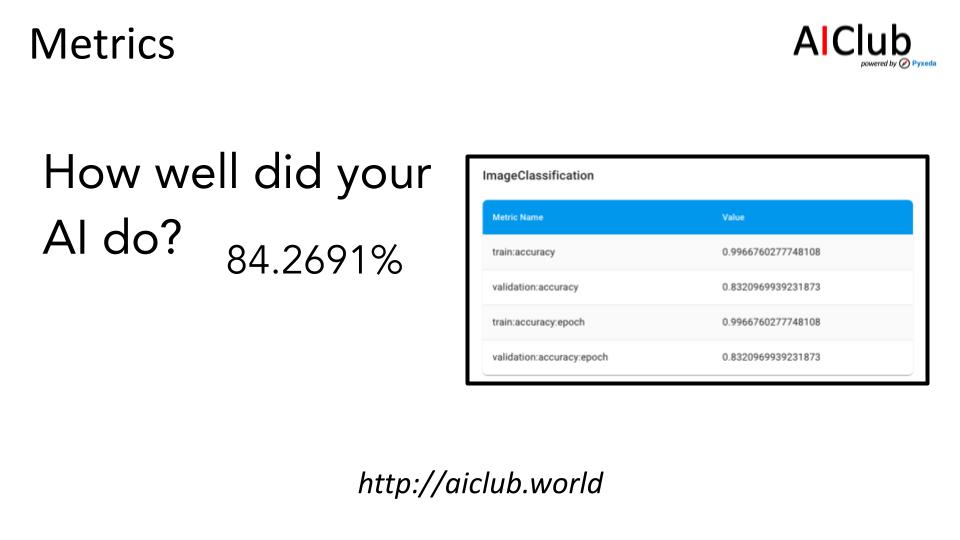 Metrics
AIClub
powered by Pyxeda
How well did your
AI do?
84.2691%
ImageClassification
Metric Name Value
train:accuracy 0.9966760277748108
validation:accuracy 0.8320969939231873
train:accuracy:epoch 0.9966760277748108
validation:accuracy:epoch 0.8320969939231873
http://aiclub.world